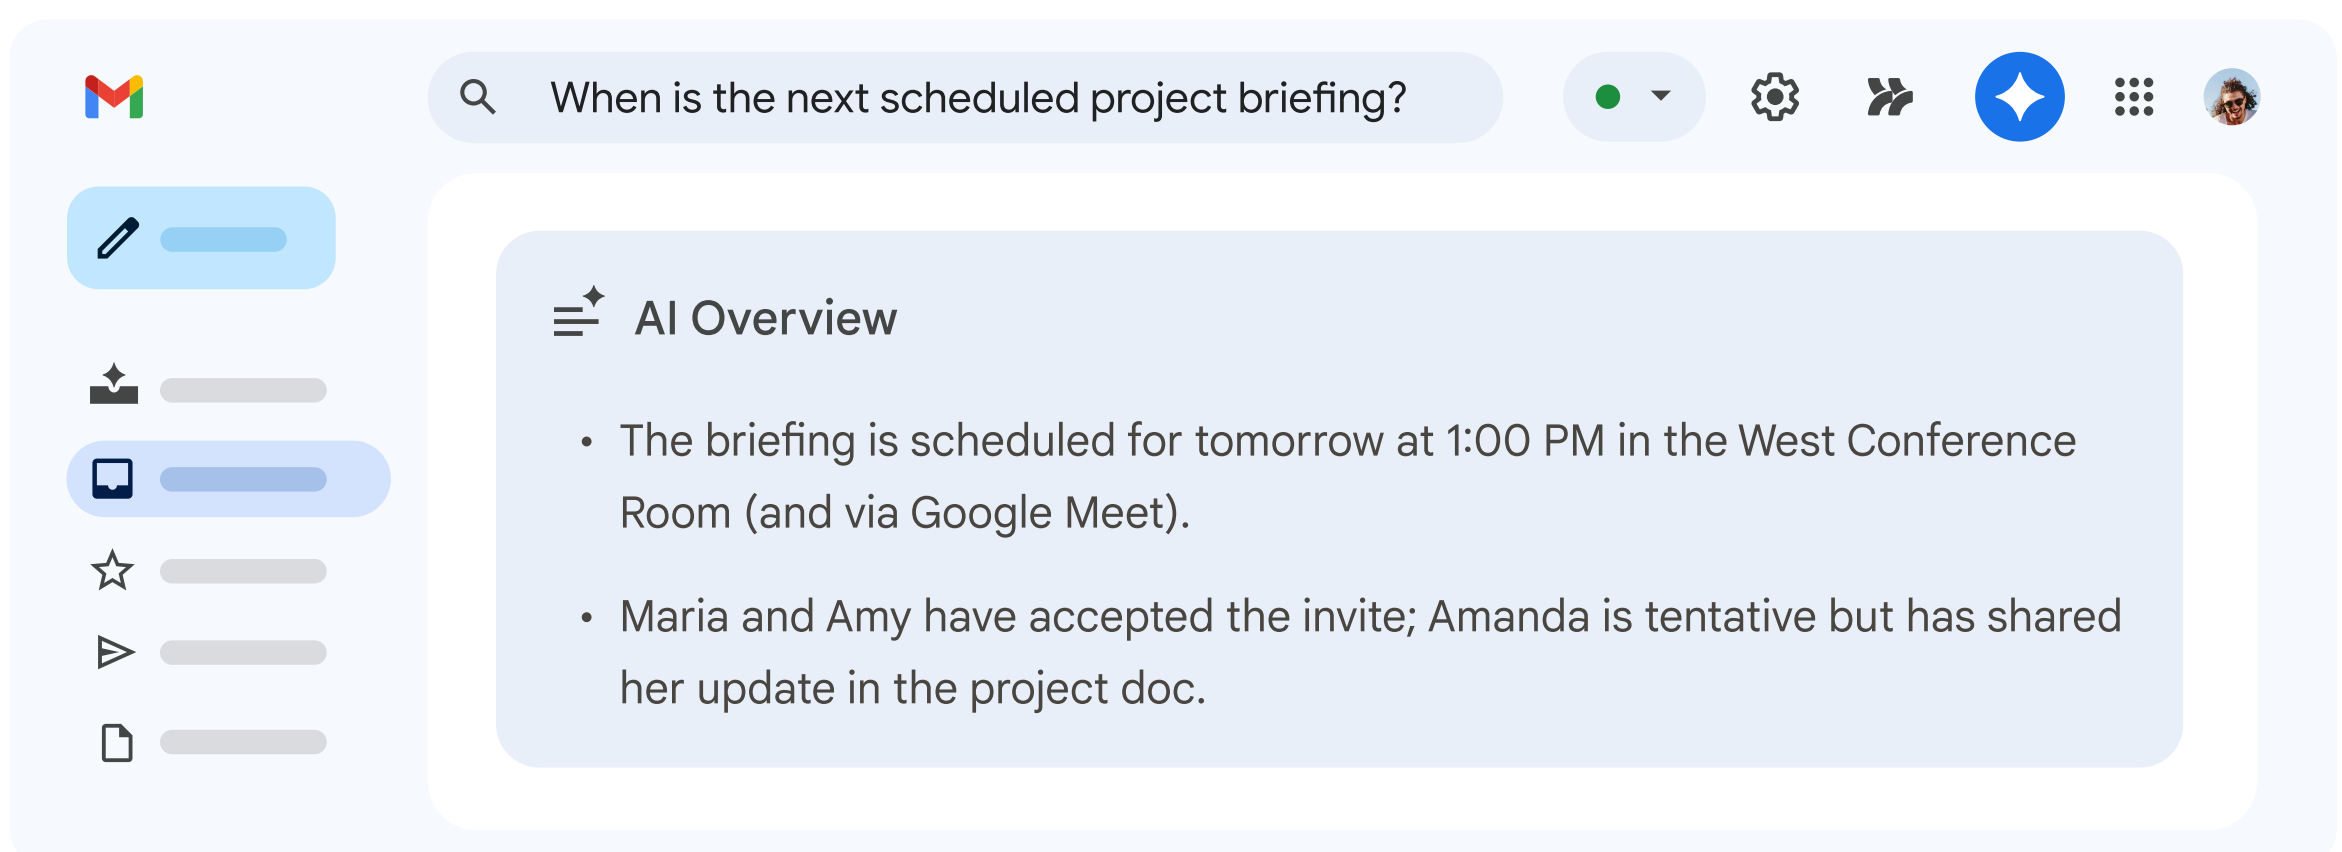 When is the next scheduled project briefing?
AI Overview
• The briefing is scheduled for tomorrow at 1:00 PM in the West Conference
Room (and via Google Meet).
• Maria and Amy have accepted the invite; Amanda is tentative but has shared
her update in the project doc.